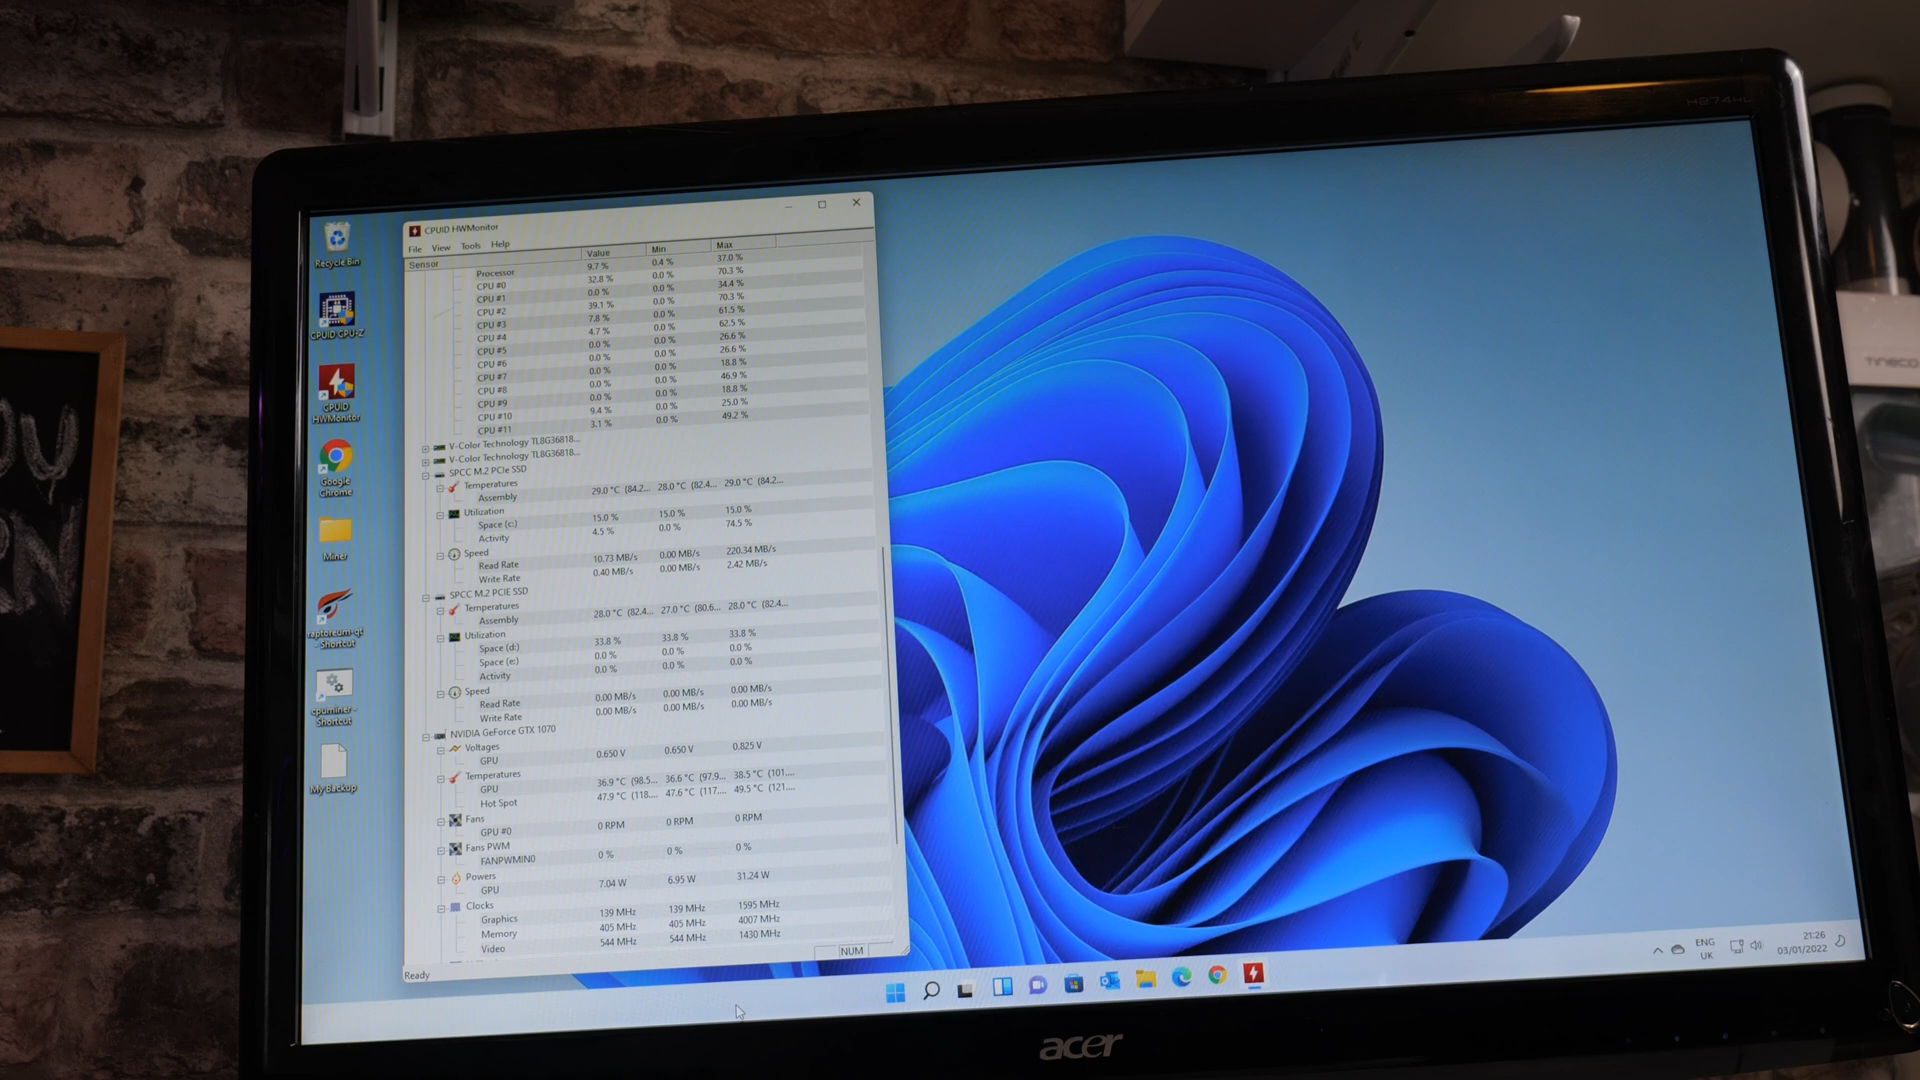 H274HL
TINECO
Recycle Bin
CPUID CPU-Z
CPUID
HWMonitor
Google
Chrome
Miner
raptoreum-qt
- Shortcut
cpuminer -
Shortcut
My Backup
CPUID HWMonitor
File View Tools Help
Sensor Value Min Max
Processor 9.7 % 0.4 % 37.0 %
CPU #0 32.8 % 0.0 % 70.3 %
CPU #1 0.0 % 0.0 % 34.4 %
CPU #2 39.1 % 0.0 % 70.3 %
CPU #3 7.8 % 0.0 % 61.5 %
CPU #4 4.7 % 0.0 % 62.5 %
CPU #5 0.0 % 0.0 % 26.6 %
CPU #6 0.0 % 0.0 % 26.6 %
CPU #7 0.0 % 0.0 % 18.8 %
CPU #8 0.0 % 0.0 % 46.9 %
CPU #9 0.0 % 0.0 % 18.8 %
CPU #10 9.4 % 0.0 % 25.0 %
CPU #11 3.1 % 0.0 % 49.2 %
V-Color Technology TL8G36818...
V-Color Technology TL8G36818...
SPCC M.2 PCIe SSD
Temperatures
Assembly 29.0 °C (84.2... 28.0 °C (82.4... 29.0 °C (84.2...
Utilization
Space (c:) 15.0 % 15.0 % 15.0 %
Activity 4.5 % 0.0 % 74.5 %
Speed
Read Rate 10.73 MB/s 0.00 MB/s 220.34 MB/s
Write Rate 0.40 MB/s 0.00 MB/s 2.42 MB/s
SPCC M.2 PCIE SSD
Temperatures
Assembly 28.0 °C (82.4... 27.0 °C (80.6... 28.0 °C (82.4...
Utilization
Space (d:) 33.8 % 33.8 % 33.8 %
Space (e:) 0.0 % 0.0 % 0.0 %
Activity 0.0 % 0.0 % 0.0 %
Speed
Read Rate 0.00 MB/s 0.00 MB/s 0.00 MB/s
Write Rate 0.00 MB/s 0.00 MB/s 0.00 MB/s
NVIDIA GeForce GTX 1070
Voltages
GPU 0.650 V 0.650 V 0.825 V
Temperatures
GPU 36.9 °C (98.5... 36.6 °C (97.9... 38.5 °C (101....
Hot Spot 47.9 °C (118.... 47.6 °C (117.... 49.5 °C (121....
Fans
GPU #0 0 RPM 0 RPM 0 RPM
Fans PWM
FANPWMIN0 0 % 0 % 0 %
Powers
GPU 7.04 W 6.95 W 31.24 W
Clocks
Graphics 139 MHz 139 MHz 1595 MHz
Memory 405 MHz 405 MHz 4007 MHz
Video 544 MHz 544 MHz 1430 MHz
Ready NUM
ENG
UK
21:26
03/01/2022
acer